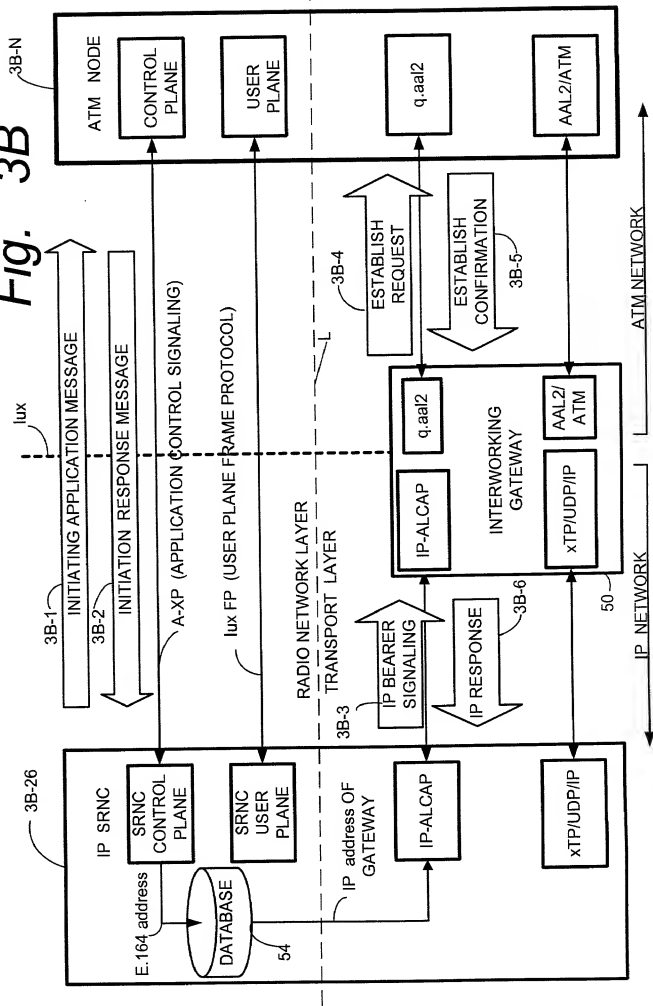 Fig. 3B
Iux
3B-1
INITIATING APPLICATION MESSAGE
3B-2
INITIATION RESPONSE MESSAGE
3B-26
IP SRNC
SRNC
CONTROL
PLANE
E.164 address
DATABASE
54
SRNC
USER
PLANE
A-XP (APPLICATION CONTROL SIGNALING)
Iux FP (USER PLANE FRAME PROTOCOL)
3B-N
ATM NODE
CONTROL
PLANE
USER
PLANE
RADIO NETWORK LAYER
TRANSPORT LAYER
L
IP address OF
GATEWAY
IP-ALCAP
xTP/UDP/IP
3B-3
IP BEARER
SIGNALING
IP RESPONSE
3B-6
IP-ALCAP
q.aal2
INTERWORKING
GATEWAY
xTP/UDP/IP
AAL2/
ATM
50
3B-4
ESTABLISH
REQUEST
ESTABLISH
CONFIRMATION
3B-5
q.aal2
AAL2/ATM
IP NETWORK
ATM NETWORK